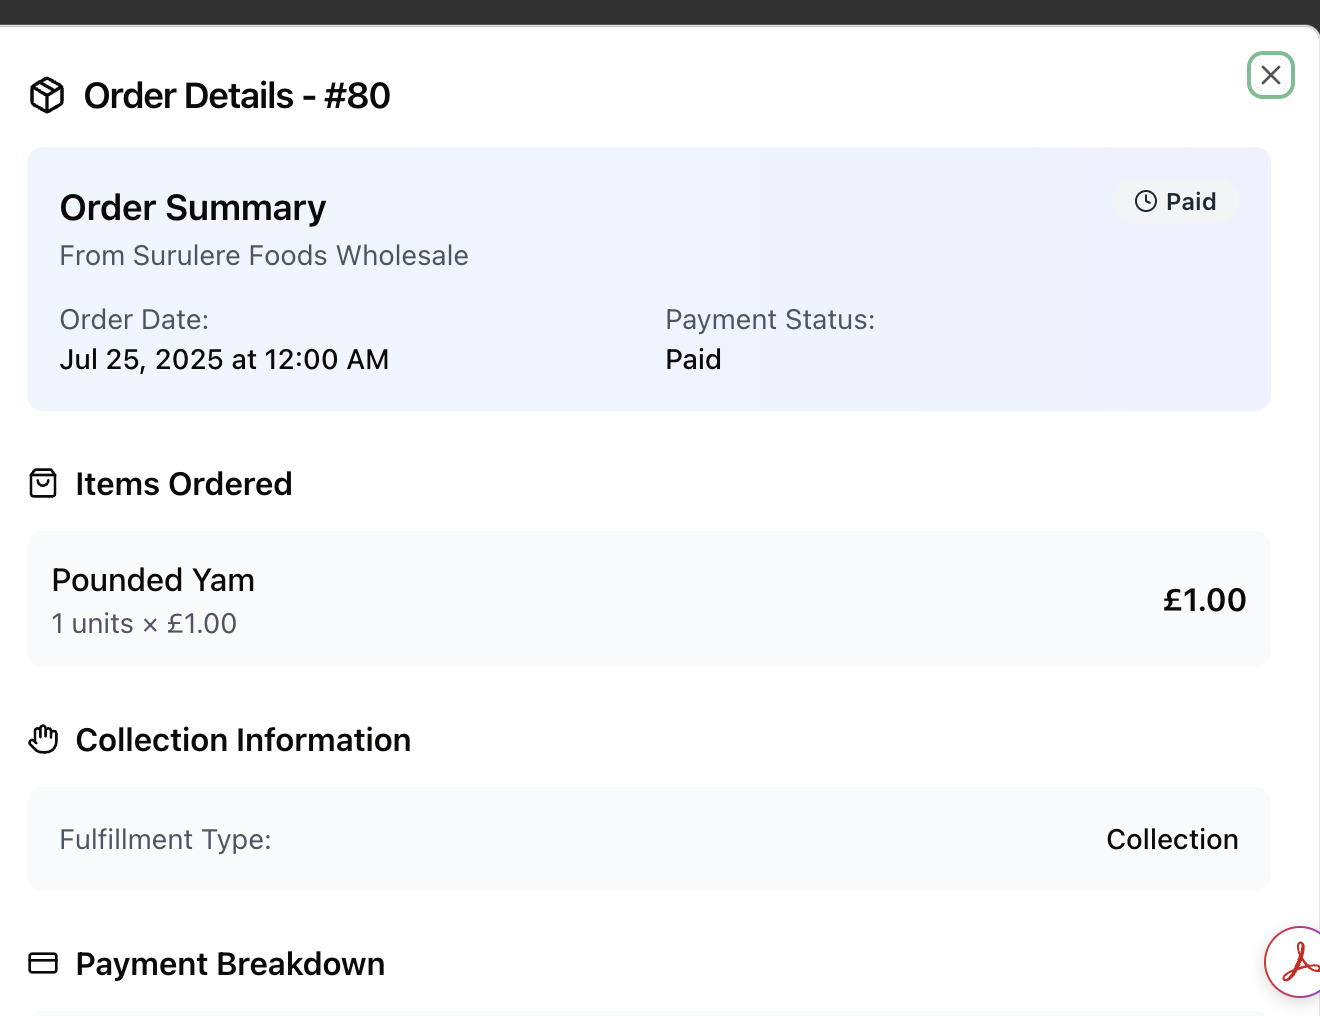 Order Details - #80
Order Summary
Paid
From Surulere Foods Wholesale
Order Date:
Jul 25, 2025 at 12:00 AM
Payment Status:
Paid
Items Ordered
Pounded Yam
1 units × £1.00
£1.00
Collection Information
Fulfillment Type:
Collection
Payment Breakdown